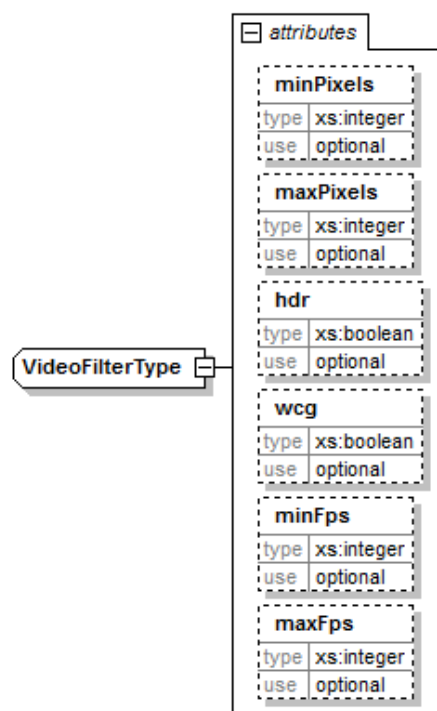 attributes
minPixels
type xs:integer
use optional
maxPixels
type xs:integer
use optional
hdr
type xs:boolean
use optional
VideoFilterType
wcg
type xs:boolean
use optional
minFps
type xs:integer
use optional
maxFps
type xs:integer
use optional